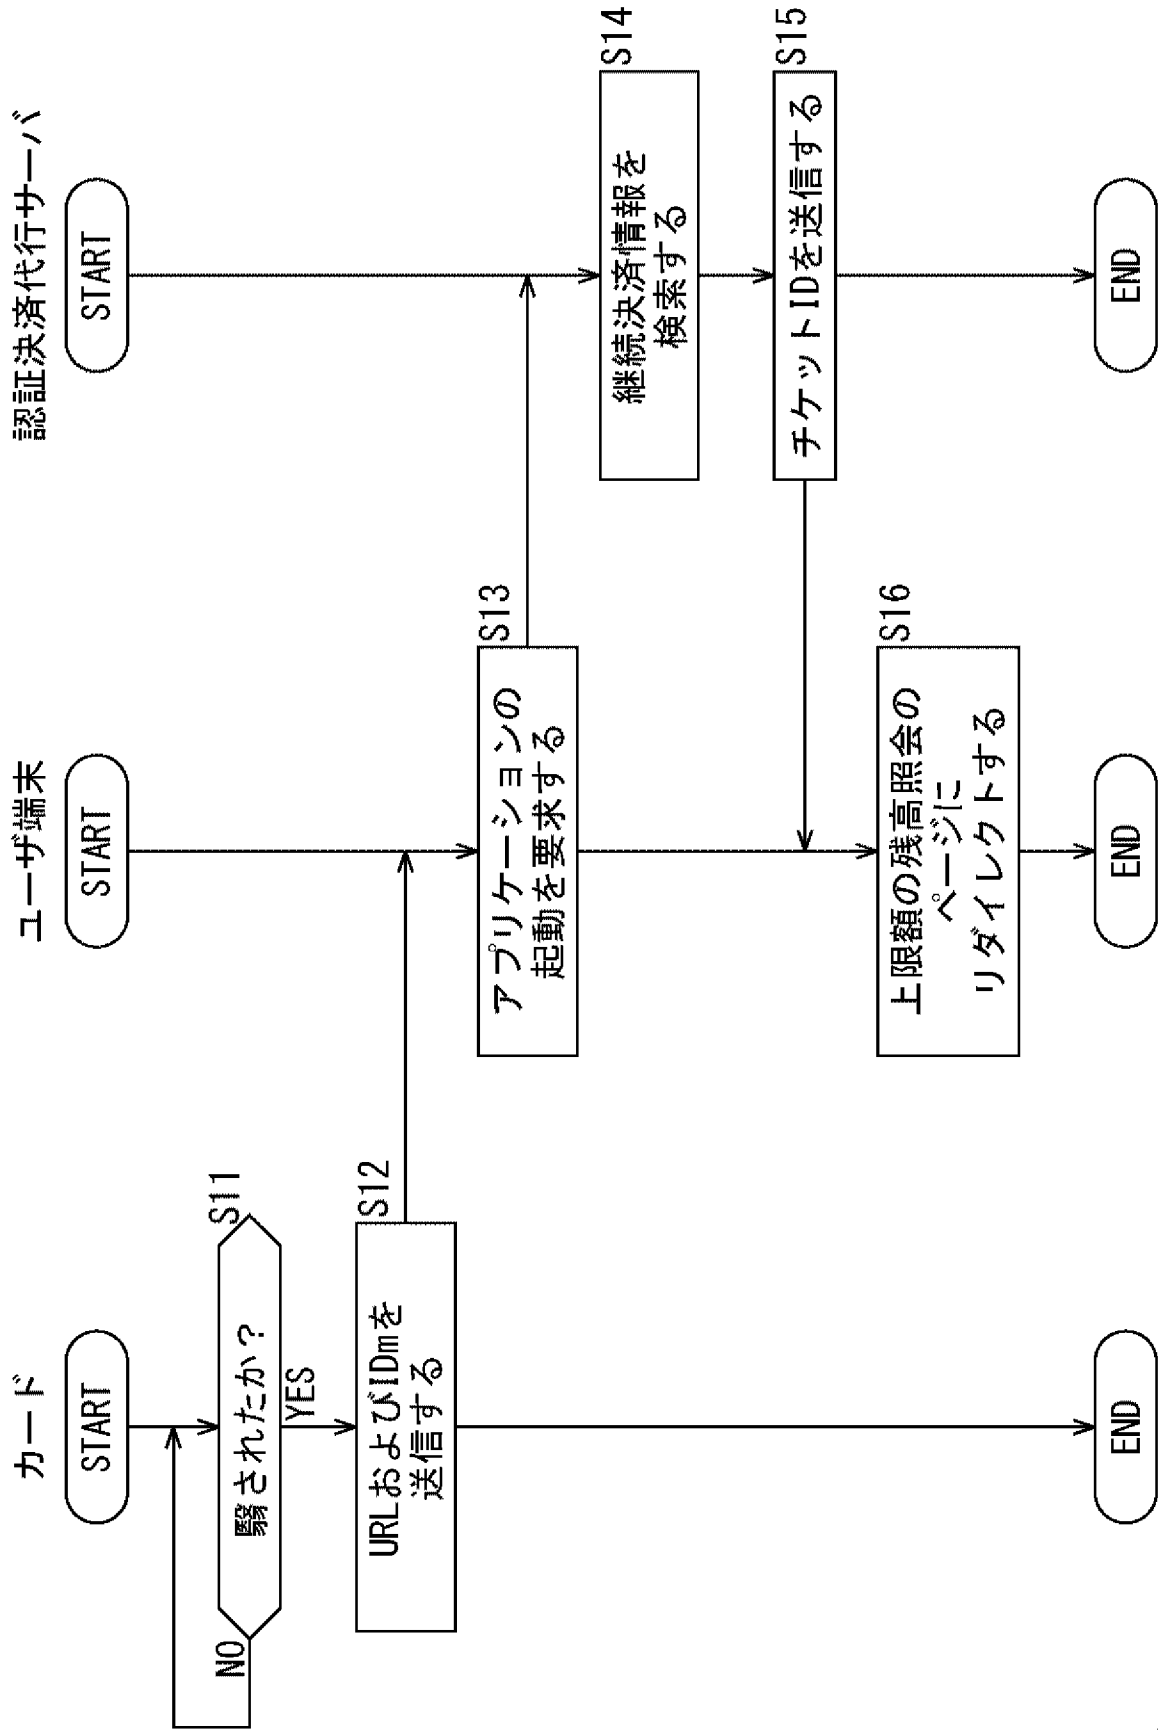 カード
START
S11
翳されたか?
NO
YES
S12
URLおよびIDmを
送信する
END
ユーザ端末
START
S13
アプリケーションの
起動を要求する
S16
上限額の残高照会の
ページに
リダイレクトする
END
認証決済代行サーバ
START
S14
継続決済情報を
検索する
S15
チケットIDを送信する
END